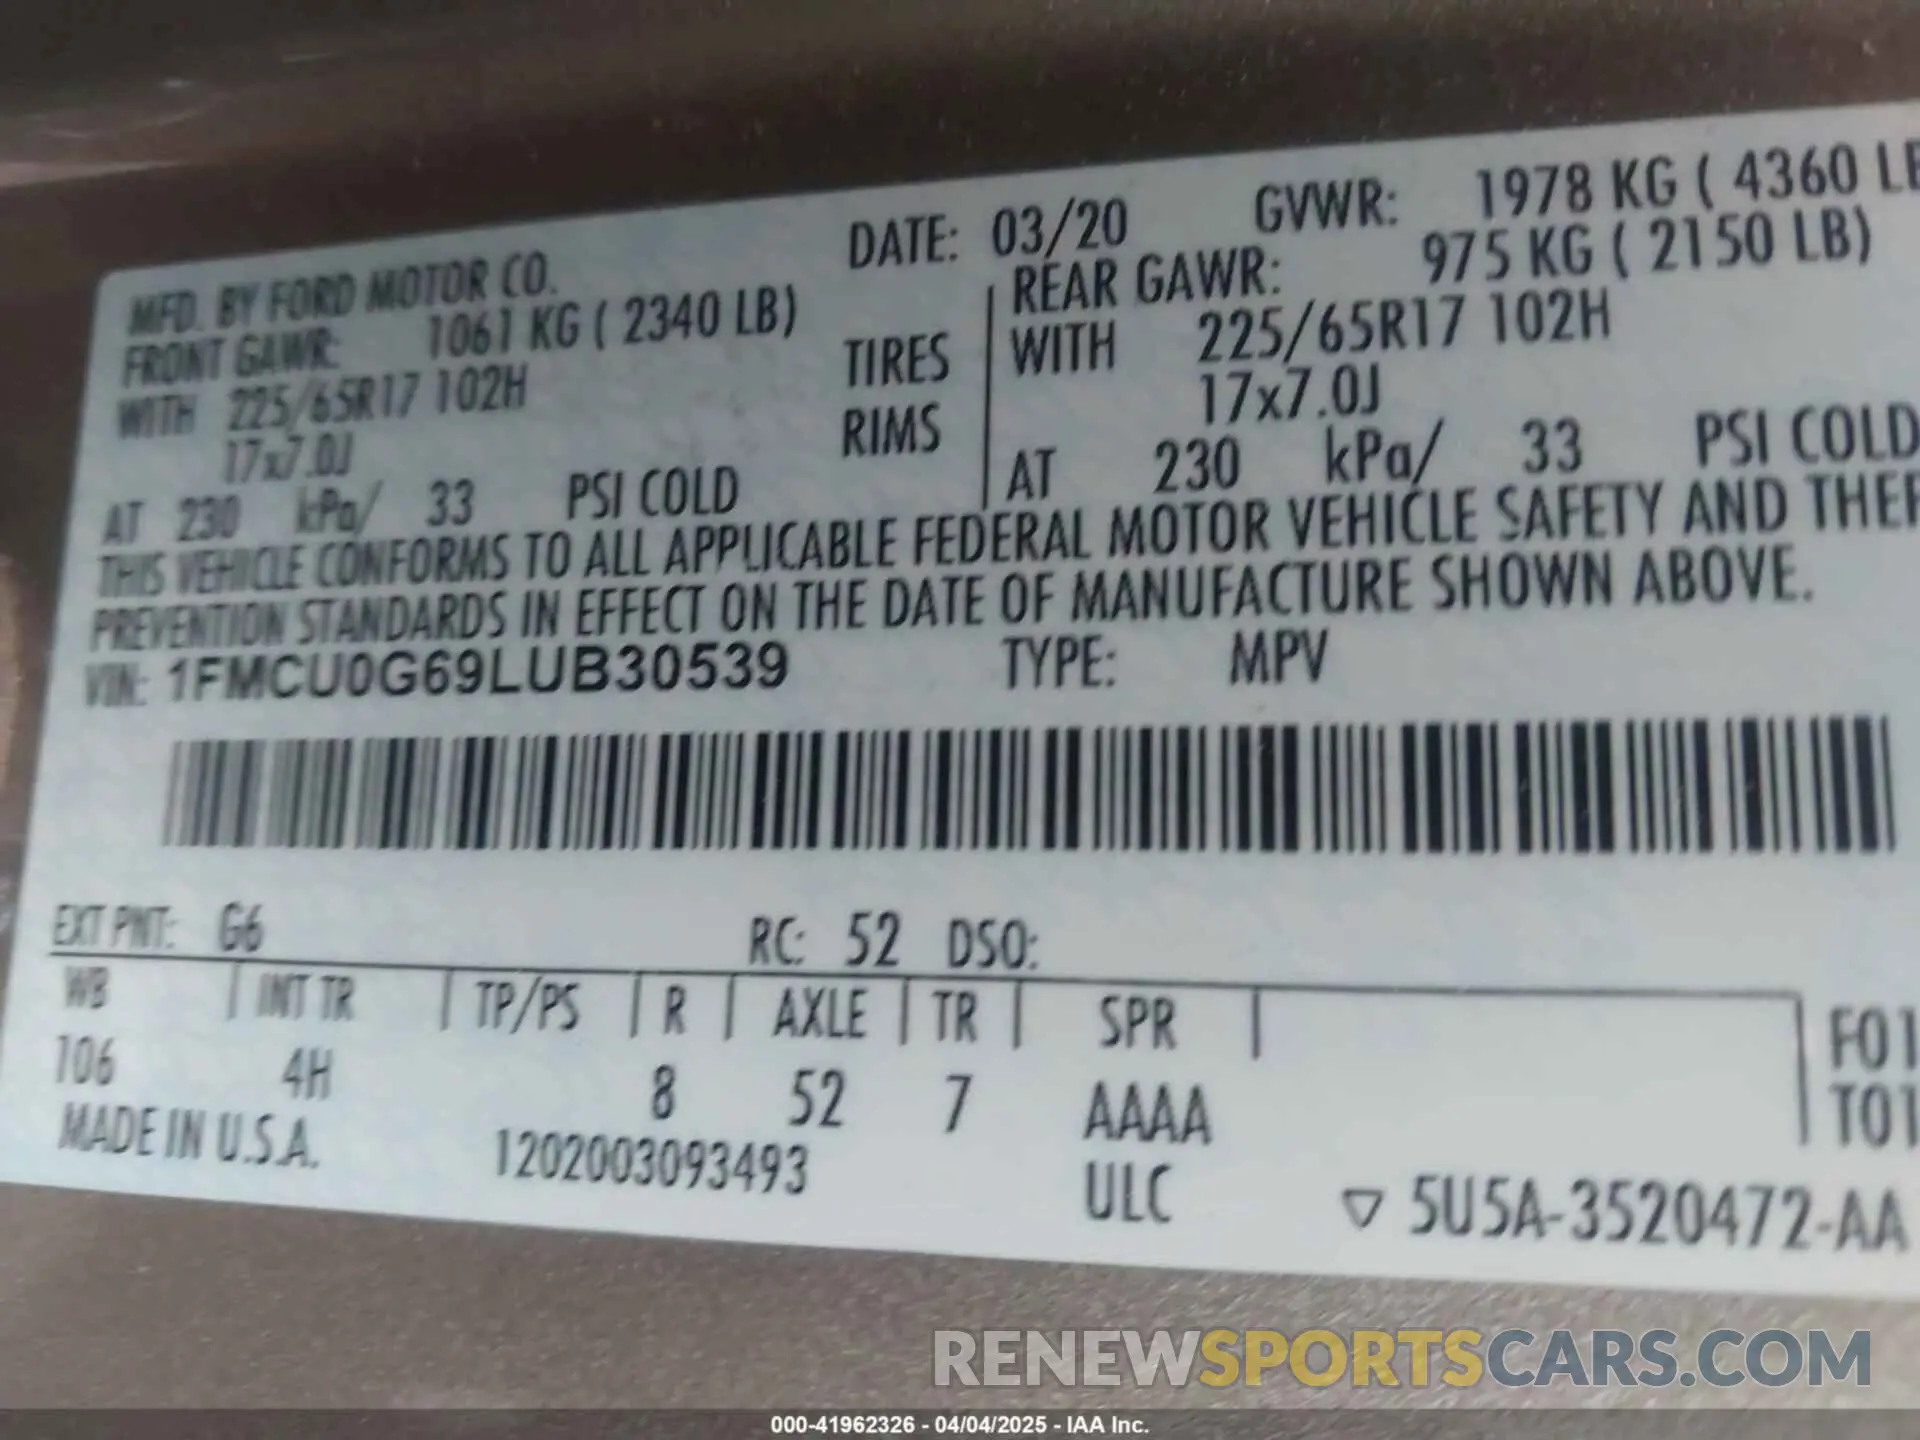 DATE: 03/20 GVWR: 1978 KG ( 4360 LB
MFD. BY FORD MOTOR CO.
FRONT GAWR: 1061 KG ( 2340 LB) REAR GAWR: 975 KG ( 2150 LB)
WITH 225/65R17 102H TIRES WITH 225/65R17 102H
17x7.0J RIMS 17x7.0J
AT 230 kPa/ 33 PSI COLD AT 230 kPa/ 33 PSI COLD
THIS VEHICLE CONFORMS TO ALL APPLICABLE FEDERAL MOTOR VEHICLE SAFETY AND THEF
PREVENTION STANDARDS IN EFFECT ON THE DATE OF MANUFACTURE SHOWN ABOVE.
VIN: 1FMCU0G69LUB30539 TYPE: MPV
EXT PNT: G6 RC: 52 DSO:
WB INT TR TP/PS R AXLE TR SPR F01
106 4H 8 52 7 AAAA T01
MADE IN U.S.A. 1202003093493 ULC ▽ 5U5A-3520472-AA
RENEWSPORTSCARS.COM
000-41962326 - 04/04/2025 - IAA Inc.